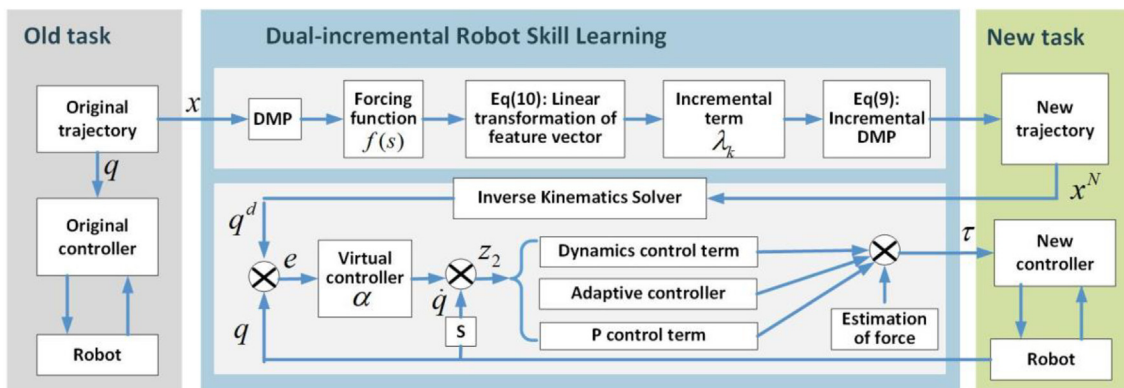 Old task
Dual-incremental Robot Skill Learning
New task
Original
trajectory
x
DMP
Forcing
function
f(s)
Eq(10): Linear
transformation of
feature vector
Incremental
term
λk
Eq(9):
Incremental
DMP
New
trajectory
q
x^N
Inverse Kinematics Solver
Original
controller
q^d
e
Virtual
controller
α
z2
q̇
Dynamics control term
Adaptive controller
P control term
τ
New
controller
q
S
Estimation
of force
Robot
Robot